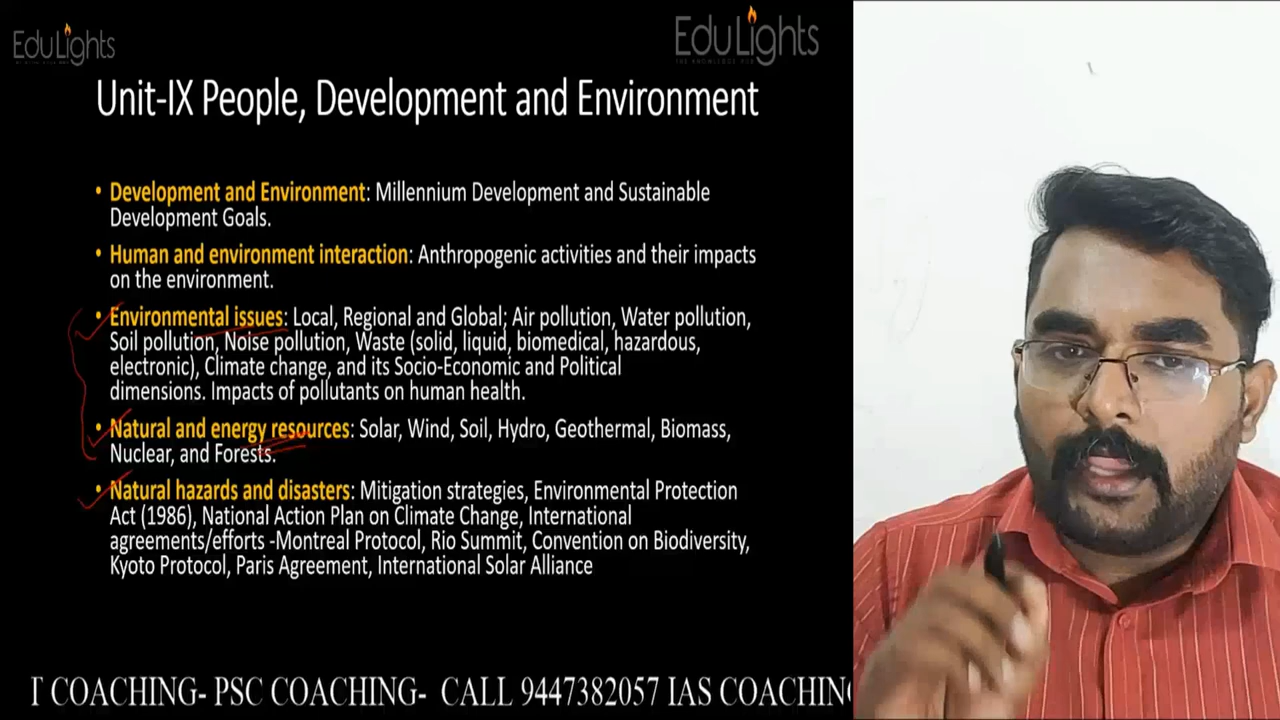 EduLights
EduLights
THE KNOWLEDGE HUB
Unit-IX People, Development and Environment
• Development and Environment: Millennium Development and Sustainable
Development Goals.
• Human and environment interaction: Anthropogenic activities and their impacts
on the environment.
• Environmental issues: Local, Regional and Global; Air pollution, Water pollution,
Soil pollution, Noise pollution, Waste (solid, liquid, biomedical, hazardous,
electronic), Climate change, and its Socio-Economic and Political
dimensions. Impacts of pollutants on human health.
• Natural and energy resources: Solar, Wind, Soil, Hydro, Geothermal, Biomass,
Nuclear, and Forests.
• Natural hazards and disasters: Mitigation strategies, Environmental Protection
Act (1986), National Action Plan on Climate Change, International
agreements/efforts -Montreal Protocol, Rio Summit, Convention on Biodiversity,
Kyoto Protocol, Paris Agreement, International Solar Alliance
T COACHING- PSC COACHING- CALL 9447382057 IAS COACHING